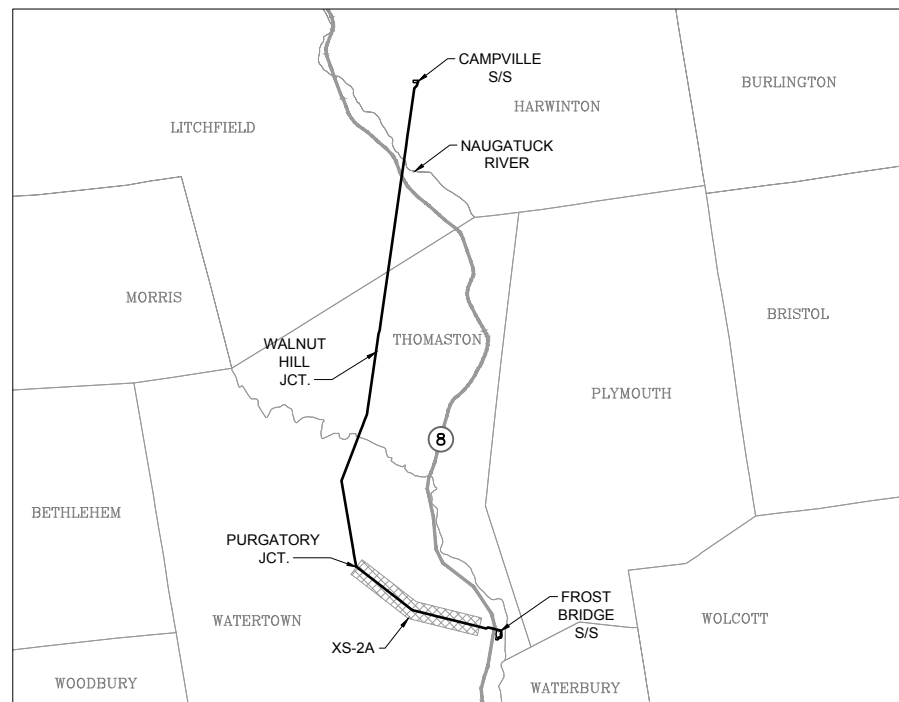 CAMPVILLE
S/S
BURLINGTON
HARWINTON
LITCHFIELD
NAUGATUCK
RIVER
MORRIS
BRISTOL
WALNUT
HILL
JCT.
THOMASTON
PLYMOUTH
8
BETHLEHEM
PURGATORY
JCT.
FROST
BRIDGE
S/S
WATERTOWN
WOLCOTT
XS-2A
WOODBURY
WATERBURY